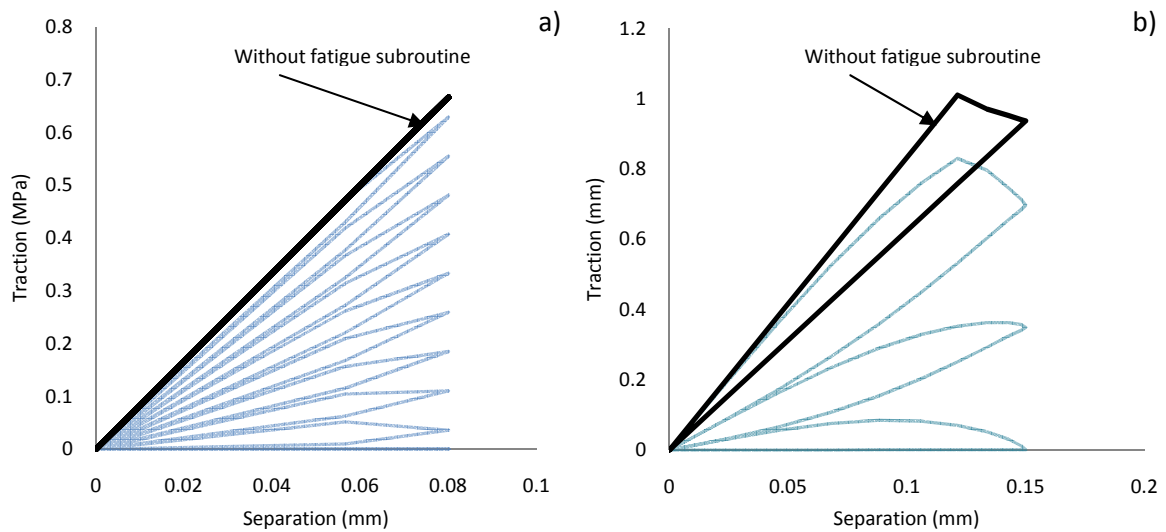 a)
Without fatigue subroutine
0.8
0.7
0.6
0.5
0.4
0.3
0.2
0.1
0
Traction (MPa)
0 0.02 0.04 0.06 0.08 0.1
Separation (mm)
b)
Without fatigue subroutine
1.2
1
0.8
0.6
0.4
0.2
0
Traction (mm)
0 0.05 0.1 0.15 0.2
Separation (mm)